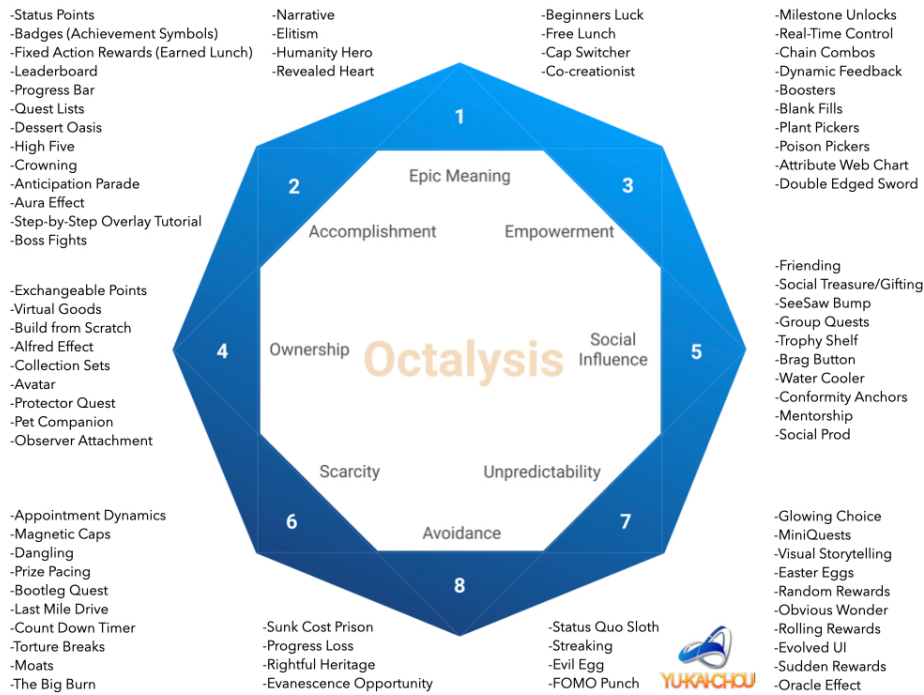 -Status Points
-Badges (Achievement Symbols)
-Fixed Action Rewards (Earned Lunch)
-Leaderboard
-Progress Bar
-Quest Lists
-Dessert Oasis
-High Five
-Crowning
-Anticipation Parade
-Aura Effect
-Step-by-Step Overlay Tutorial
-Boss Fights
-Narrative
-Elitism
-Humanity Hero
-Revealed Heart
-Beginners Luck
-Free Lunch
-Cap Switcher
-Co-creationist
-Milestone Unlocks
-Real-Time Control
-Chain Combos
-Dynamic Feedback
-Boosters
-Blank Fills
-Plant Pickers
-Poison Pickers
-Attribute Web Chart
-Double Edged Sword
1
Epic Meaning
2
Accomplishment
3
Empowerment
-Exchangeable Points
-Virtual Goods
-Build from Scratch
-Alfred Effect
-Collection Sets
-Avatar
-Protector Quest
-Pet Companion
-Observer Attachment
4
Ownership
Octalysis
Social
Influence
5
-Friending
-Social Treasure/Gifting
-SeeSaw Bump
-Group Quests
-Trophy Shelf
-Brag Button
-Water Cooler
-Conformity Anchors
-Mentorship
-Social Prod
Scarcity
6
Unpredictability
7
Avoidance
8
-Appointment Dynamics
-Magnetic Caps
-Dangling
-Prize Pacing
-Bootleg Quest
-Last Mile Drive
-Count Down Timer
-Torture Breaks
-Moats
-The Big Burn
-Sunk Cost Prison
-Progress Loss
-Rightful Heritage
-Evanescence Opportunity
-Status Quo Sloth
-Streaking
-Evil Egg
-FOMO Punch
YU-KAI-CHOU
-Glowing Choice
-MiniQuests
-Visual Storytelling
-Easter Eggs
-Random Rewards
-Obvious Wonder
-Rolling Rewards
-Evolved UI
-Sudden Rewards
-Oracle Effect